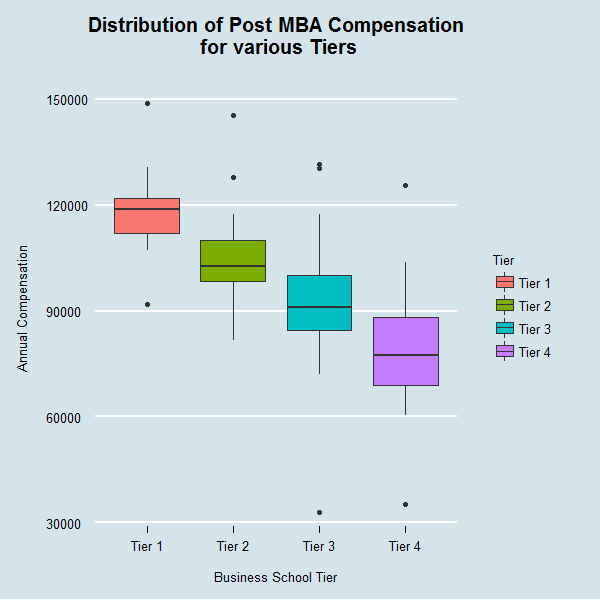 Distribution of Post MBA Compensation
for various Tiers
150000
120000
90000
60000
30000
Annual Compensation
Tier 1
Tier 2
Tier 3
Tier 4
Business School Tier
Tier
Tier 1
Tier 2
Tier 3
Tier 4